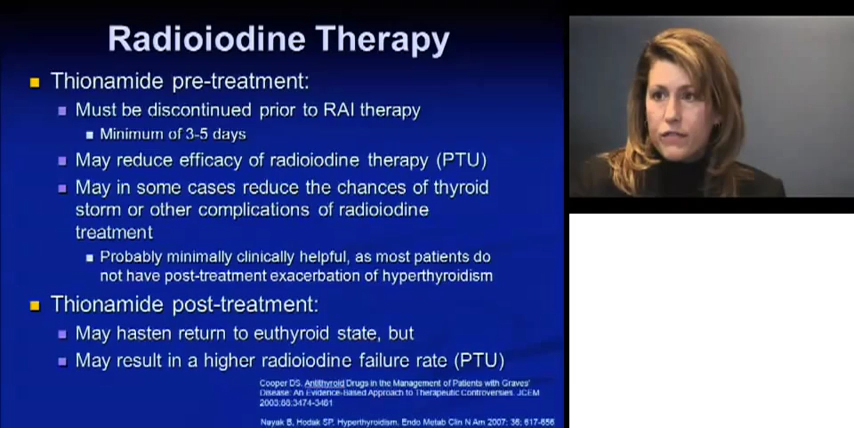 Radioiodine Therapy
Thionamide pre-treatment:
Must be discontinued prior to RAI therapy
Minimum of 3-5 days
May reduce efficacy of radioiodine therapy (PTU)
May in some cases reduce the chances of thyroid
storm or other complications of radioiodine
treatment
Probably minimally clinically helpful, as most patients do
not have post-treatment exacerbation of hyperthyroidism
Thionamide post-treatment:
May hasten return to euthyroid state, but
May result in a higher radioiodine failure rate (PTU)
Cooper DS. Antithyroid Drugs in the Management of Patients with Graves'
Disease: An Evidence-Based Approach to Therapeutic Controversies. JCEM
2003:88:3474-3481
Nayak B, Hodak SP. Hyperthyroidism. Endo Metab Clin N Am 2007: 36; 617-656